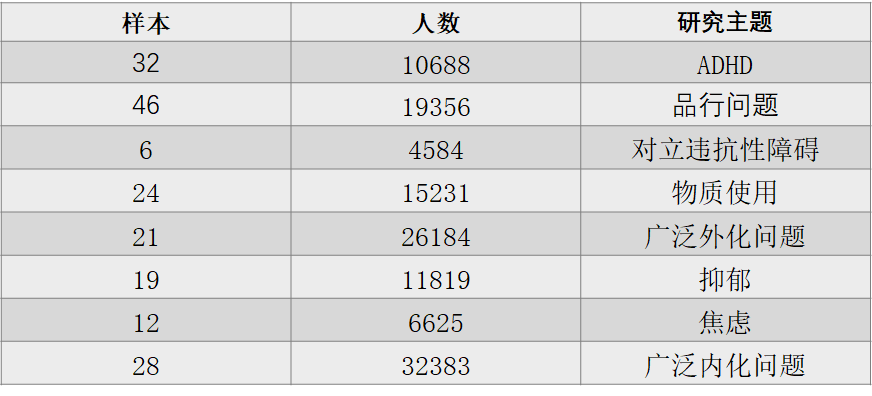 样本 人数 研究主题
32 10688 ADHD
46 19356 品行问题
6 4584 对立违抗性障碍
24 15231 物质使用
21 26184 广泛外化问题
19 11819 抑郁
12 6625 焦虑
28 32383 广泛内化问题